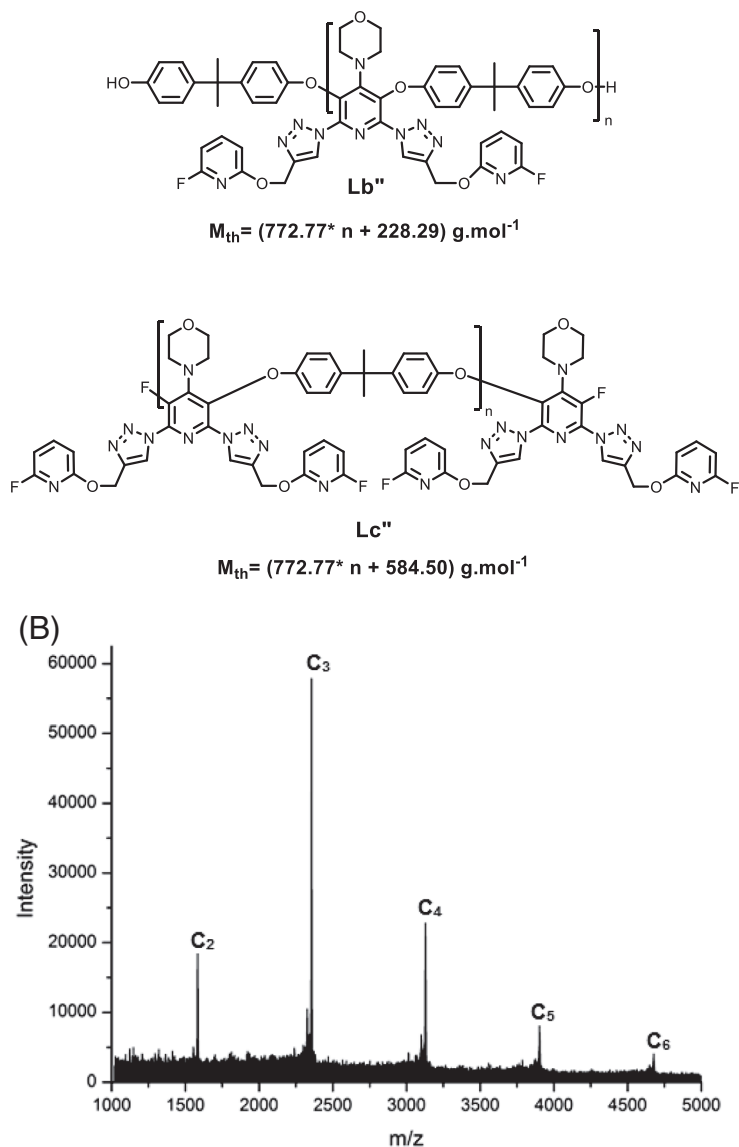 O
N
HO O O O H
n
N N N N N N N
F N O O N F
Lb"
Mth= (772.77* n + 228.29) g.mol-1
O O
N O O N
F F
n
N N N N N N N N N N N N N N
F N O O N F F N O O N F
Lc"
Mth= (772.77* n + 584.50) g.mol-1
(B)
60000
50000
40000
30000
20000
10000
0
Intensity
C3
C4
C2
C5
C6
1000 1500 2000 2500 3000 3500 4000 4500 5000
m/z